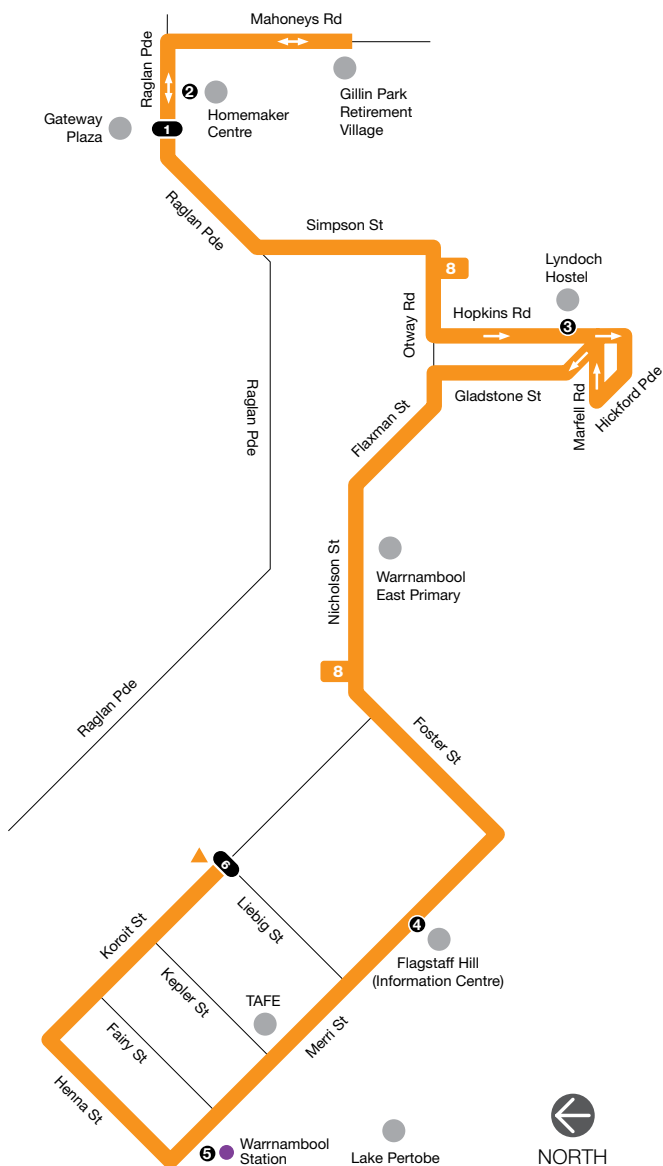 Mahoneys Rd
Raglan Pde
2
Homemaker
Centre
Gillin Park
Retirement
Village
Gateway
Plaza
1
Raglan Pde
Simpson St
8
Lyndoch
Hostel
Otway Rd
Hopkins Rd
3
Raglan Pde
Flaxman St
Gladstone St
Marfell Rd
Hickford Pde
Nicholson St
Warrnambool
East Primary
8
Raglan Pde
Foster St
6
Liebig St
Koroit St
4
Flagstaff Hill
(Information Centre)
Kepler St
TAFE
Merri St
Fairy St
Henna St
5
Warrnambool
Station
Lake Pertobe
NORTH